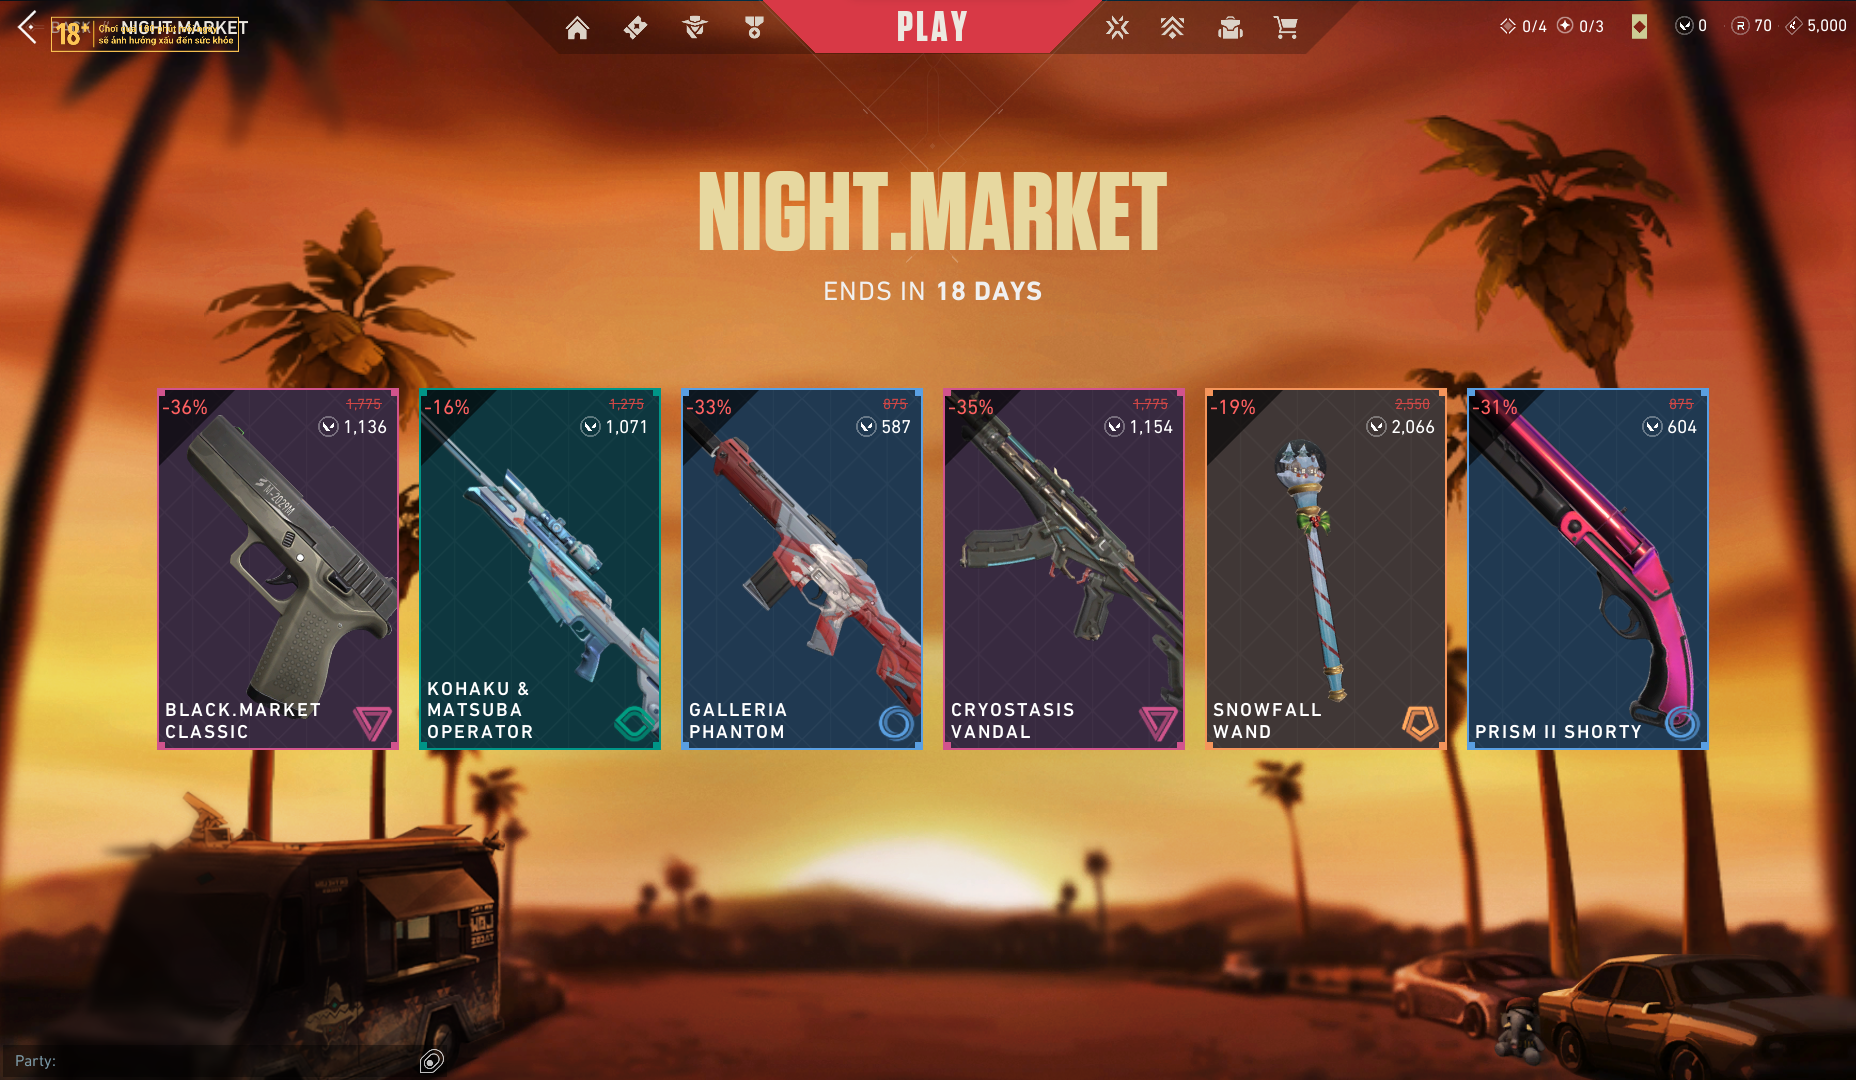 BACK // NIGHT.MARKET
18
sẽ ảnh hưởng xấu đến sức khỏe
PLAY
0/4
0/3
0
70
5,000
NIGHT.MARKET
ENDS IN 18 DAYS
-36%
1,775
1,136
M-2029M
BLACK.MARKET
CLASSIC
-16%
1,275
1,071
KOHAKU &
MATSUBA
OPERATOR
-33%
875
587
GALLERIA
PHANTOM
-35%
1,775
1,154
CRYOSTASIS
VANDAL
-19%
2,550
2,066
SNOWFALL
WAND
-31%
875
604
PRISM II SHORTY
Party: